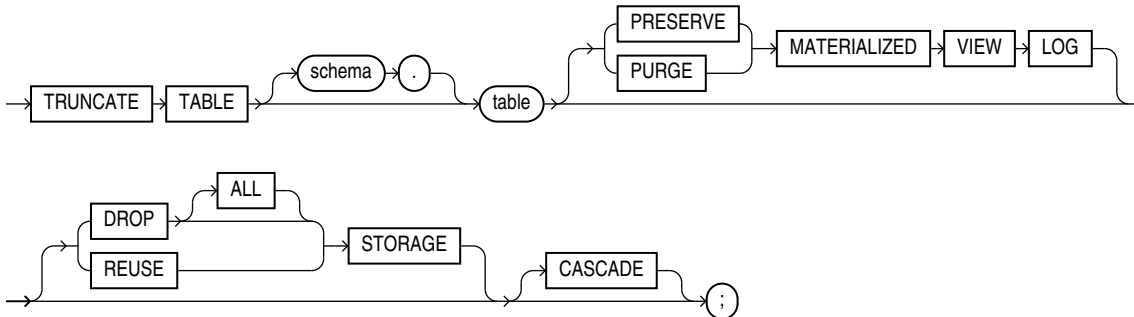 PRESERVE
schema . PURGE MATERIALIZED VIEW LOG
TRUNCATE TABLE table
ALL
DROP STORAGE
REUSE CASCADE
;